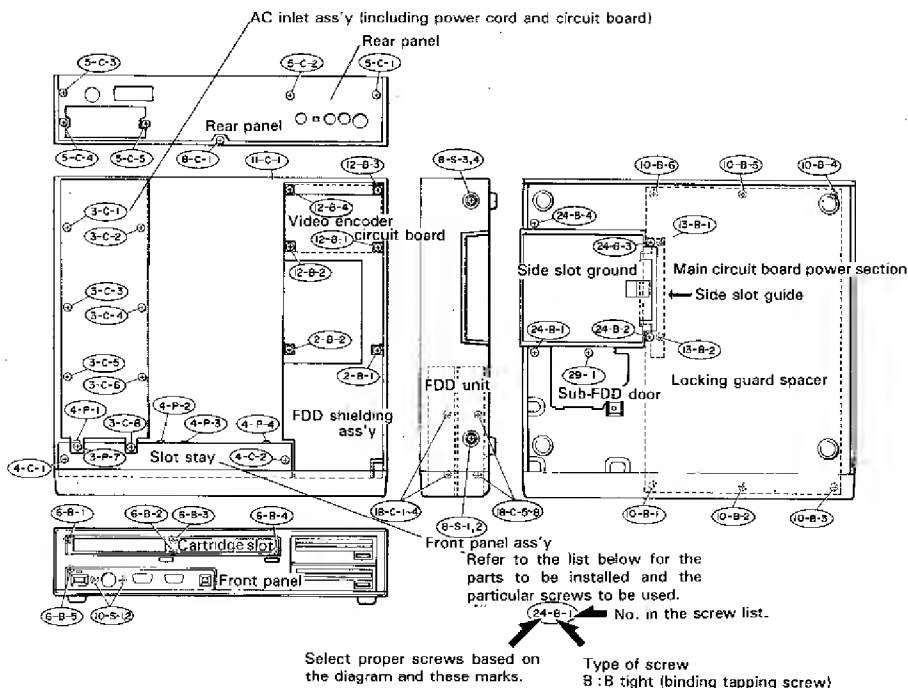 AC inlet ass'y (including power cord and circuit board)
Rear panel
5-C-3
5-C-2
5-C-1
Rear panel
5-C-4
5-C-5
8-C-1
11-C-1
12-B-3
8-S-3,4
10-B-6
10-B-5
10-B-4
3-C-1
3-C-2
12-B-4
Video encoder
circuit board
12-B-1
12-B-2
24-B-4
13-B-1
24-B-3
Side slot ground
Main circuit board power section
Side slot guide
3-C-3
3-C-4
24-B-1
24-B-2
13-B-2
2-B-2
2-B-1
29-1
3-C-5
3-C-6
FDD unit
Sub-FDD door
Locking guard spacer
4-P-1
4-P-2
3-C-8
4-P-3
4-P-4
FDD shielding
ass'y
4-C-1
3-P-7
Slot stay
4-C-2
18-C-1~4
8-S-1,2
18-C-5~8
10-B-1
10-B-2
10-B-3
6-B-1
6-B-2
6-B-3
6-B-4
Cartridge slot
Front panel ass'y
Front panel
6-B-5
10-S-1,2
Refer to the list below for the
parts to be installed and the
particular screws to be used.
24-B-1
No. in the screw list.
Select proper screws based on
the diagram and these marks.
Type of screw
B : B tight (binding tapping screw)